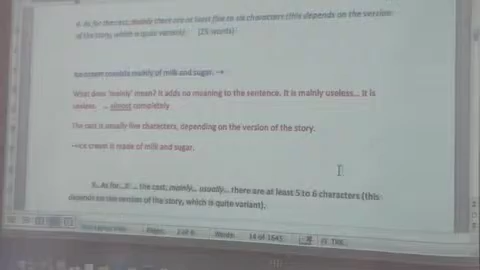 4. As for the cast, mainly there are at least five to six characters (this depends on the version
of the story, which is quite variant). (25 words)
Ice cream consists mainly of milk and sugar. →
What does 'mainly' mean? It adds no meaning to the sentence. It is mainly useless... It is
useless. ... almost completely
The cast is usually five characters, depending on the version of the story.
→Ice cream is made of milk and sugar.
the cast, mainly... usually... there are at least 5 to 6 characters (this
depends on the version of the story, which is quite variant).
Words: